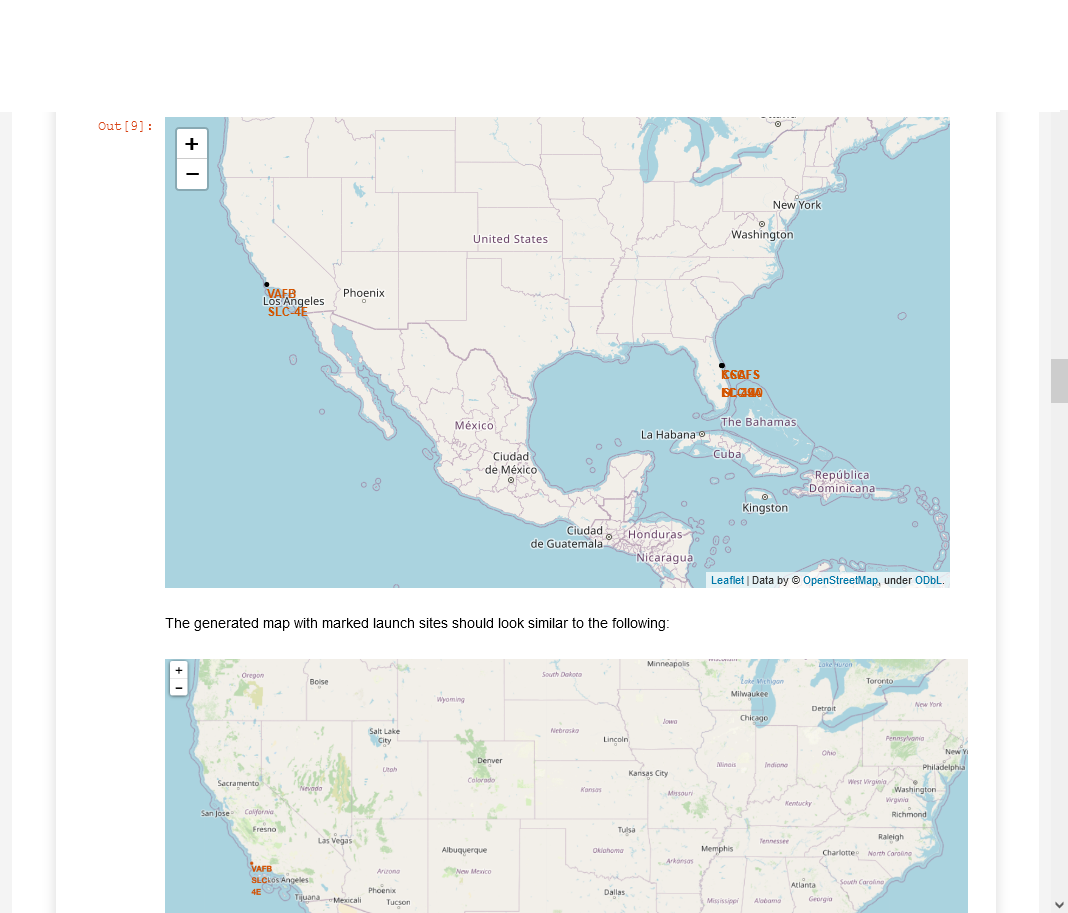 Out[9]:
+
−
New York
Washington
United States
VAFB
Los Angeles
SLC-4E
Phoenix
La Habana
The Bahamas
México
Cuba
Ciudad
de México
República
Dominicana
Kingston
Ciudad
de Guatemala
Honduras
Nicaragua
Leaflet | Data by © OpenStreetMap, under ODbL.
The generated map with marked launch sites should look similar to the following:
+
−
Minneapolis
Oregon
Boise
South Dakota
Lake Huron
Toronto
Lake Michigan
Milwaukee
Wyoming
New York
Detroit
Chicago
Iowa
Salt Lake
City
Nebraska
Lincoln
Pennsylvania
Ohio
New Y
Denver
Utah
Colorado
Kansas City
Illinois
Indiana
Philadelphia
Sacramento
Nevada
Kansas
Missouri
West Virginia
Washington
Virginia
Kentucky
San Jose
California
Richmond
Fresno
Las Vegas
Tulsa
Raleigh
Albuquerque
Oklahoma
Memphis
Tennessee
Charlotte
North Carolina
Arkansas
VAFB
SLC-
4E
Los Angeles
Arizona
New Mexico
Phoenix
Tucson
Dallas
Atlanta
South Carolina
Tijuana
Mexicali
Mississippi
Alabama
Georgia